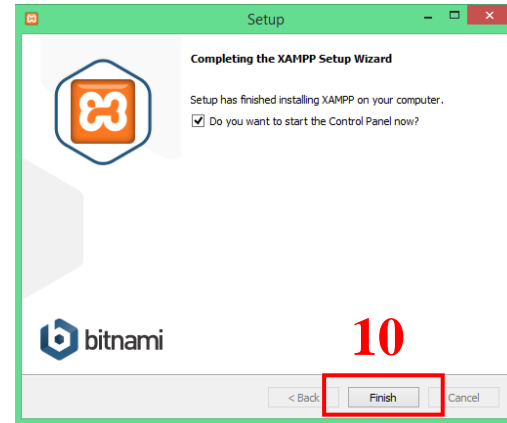 Setup
Completing the XAMPP Setup Wizard
Setup has finished installing XAMPP on your computer.
Do you want to start the Control Panel now?
bitnami
10
< Back
Finish
Cancel